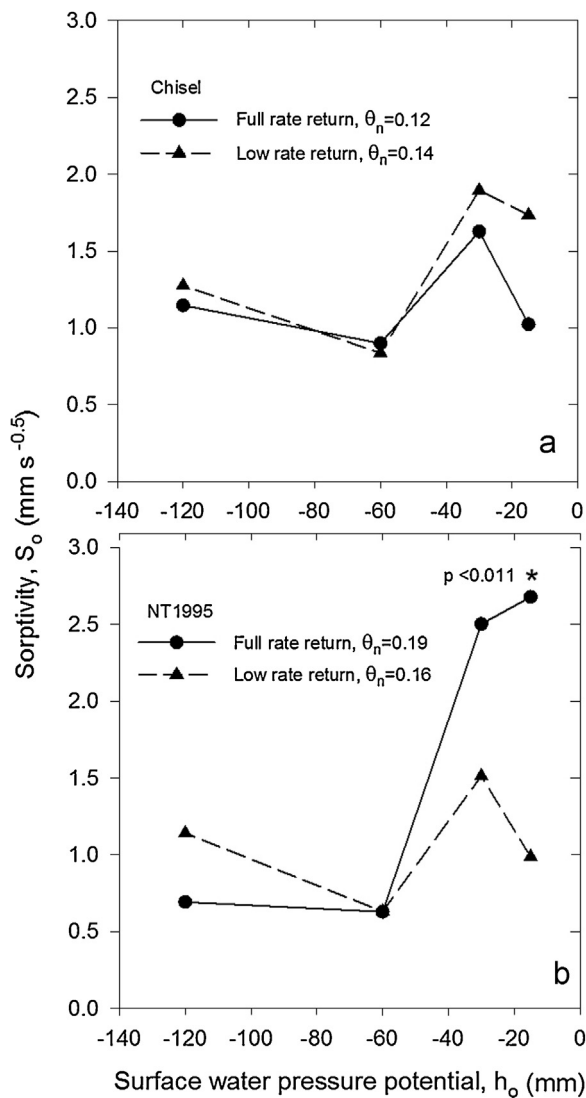 3.0
Chisel
2.5
Full rate return, θn=0.12
Low rate return, θn=0.14
2.0
1.5
1.0
0.5
a
0.0
-140 -120 -100 -80 -60 -40 -20 0
Sorptivity, So (mm s -0.5)
3.0
p <0.011 *
NT1995
2.5
Full rate return, θn=0.19
Low rate return, θn=0.16
2.0
1.5
1.0
0.5
b
0.0
-140 -120 -100 -80 -60 -40 -20 0
Surface water pressure potential, ho (mm)